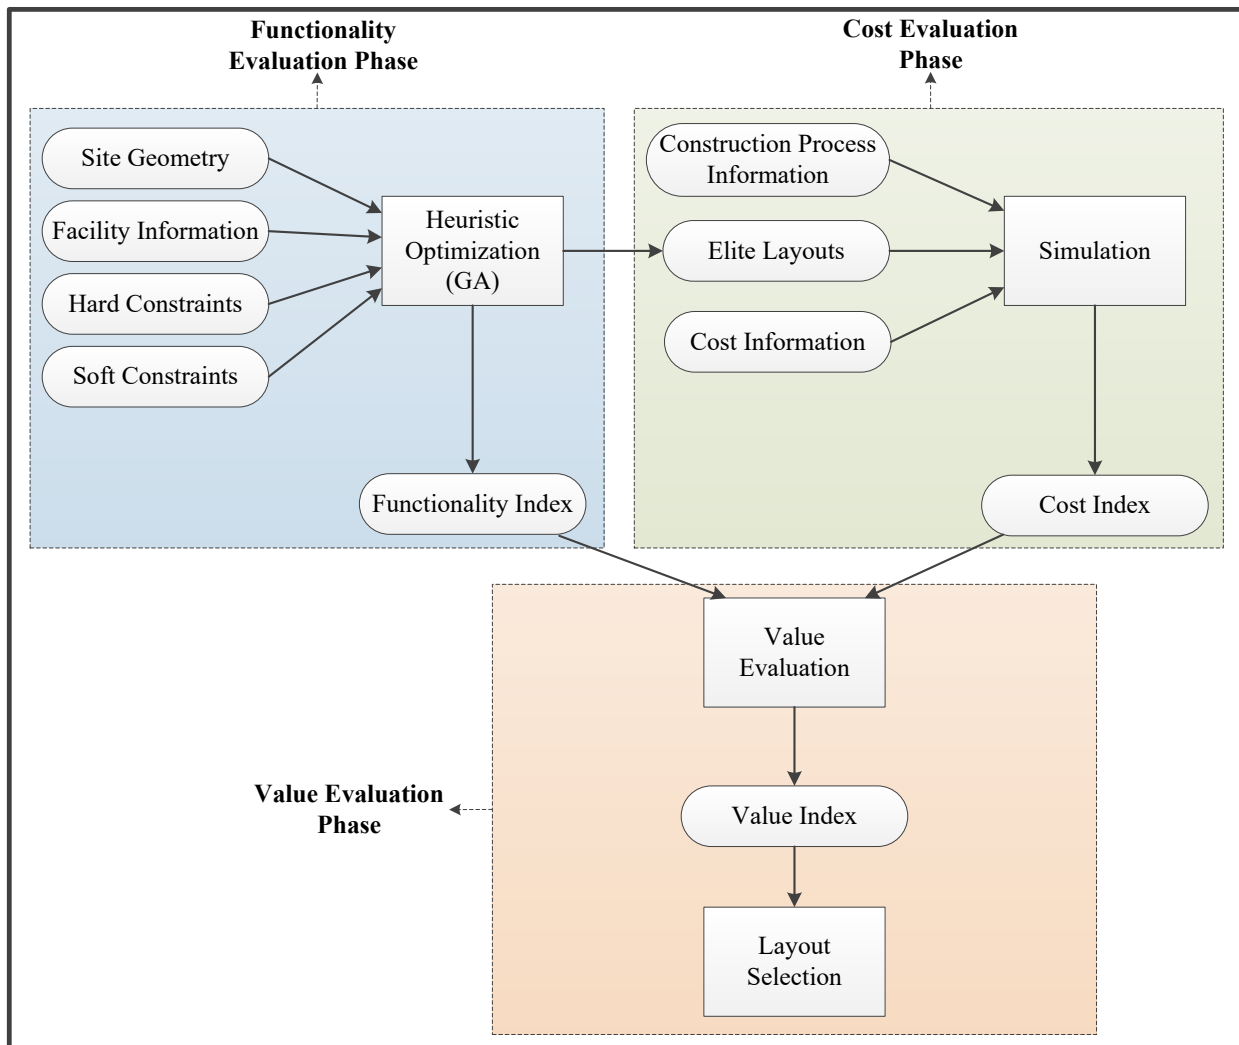 Functionality
Evaluation Phase
Cost Evaluation
Phase
Site Geometry
Facility Information
Hard Constraints
Soft Constraints
Heuristic
Optimization
(GA)
Functionality Index
Construction Process
Information
Elite Layouts
Cost Information
Simulation
Cost Index
Value
Evaluation
Value Evaluation
Phase
Value Index
Layout
Selection